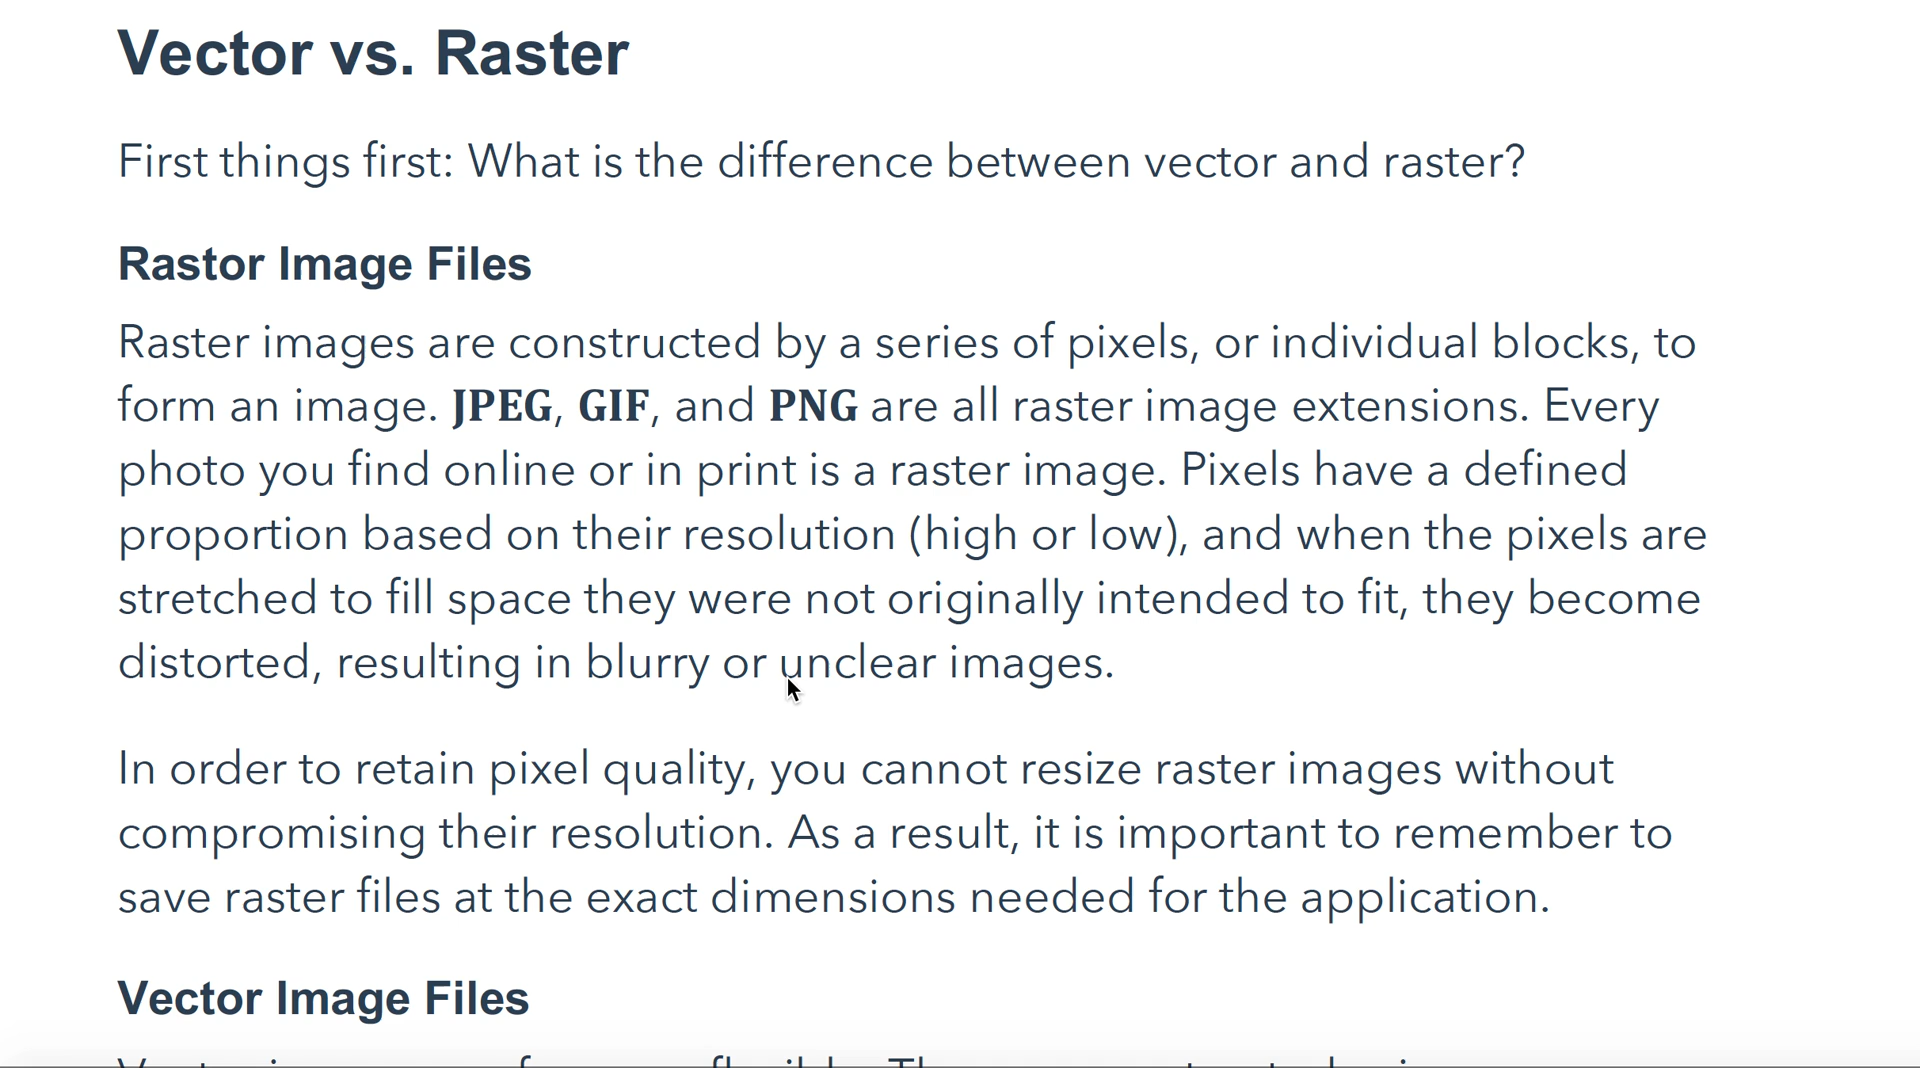 Vector vs. Raster
First things first: What is the difference between vector and raster?
Rastor Image Files
Raster images are constructed by a series of pixels, or individual blocks, to
form an image. JPEG, GIF, and PNG are all raster image extensions. Every
photo you find online or in print is a raster image. Pixels have a defined
proportion based on their resolution (high or low), and when the pixels are
stretched to fill space they were not originally intended to fit, they become
distorted, resulting in blurry or unclear images.
In order to retain pixel quality, you cannot resize raster images without
compromising their resolution. As a result, it is important to remember to
save raster files at the exact dimensions needed for the application.
Vector Image Files